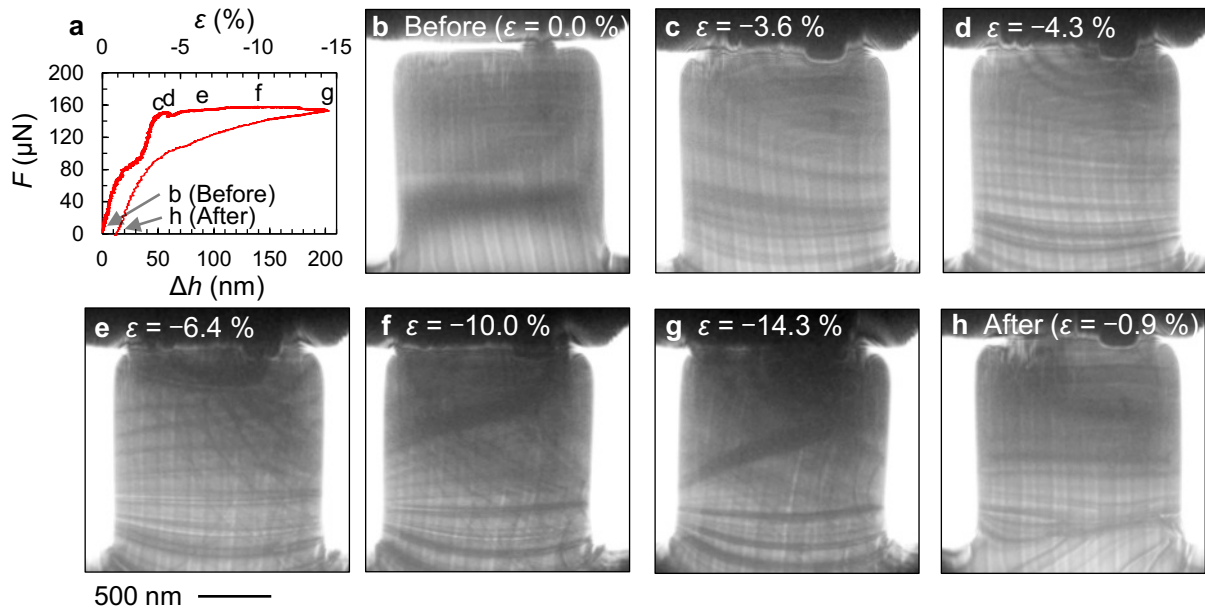 a
ε (%)
0 -5 -10 -15
200
160
120
80
40
0
F (μN)
c d e f g
b (Before)
h (After)
0 50 100 150 200
Δh (nm)
b Before (ε = 0.0 %)
c ε = −3.6 %
d ε = −4.3 %
e ε = −6.4 %
f ε = −10.0 %
g ε = −14.3 %
h After (ε = −0.9 %)
500 nm